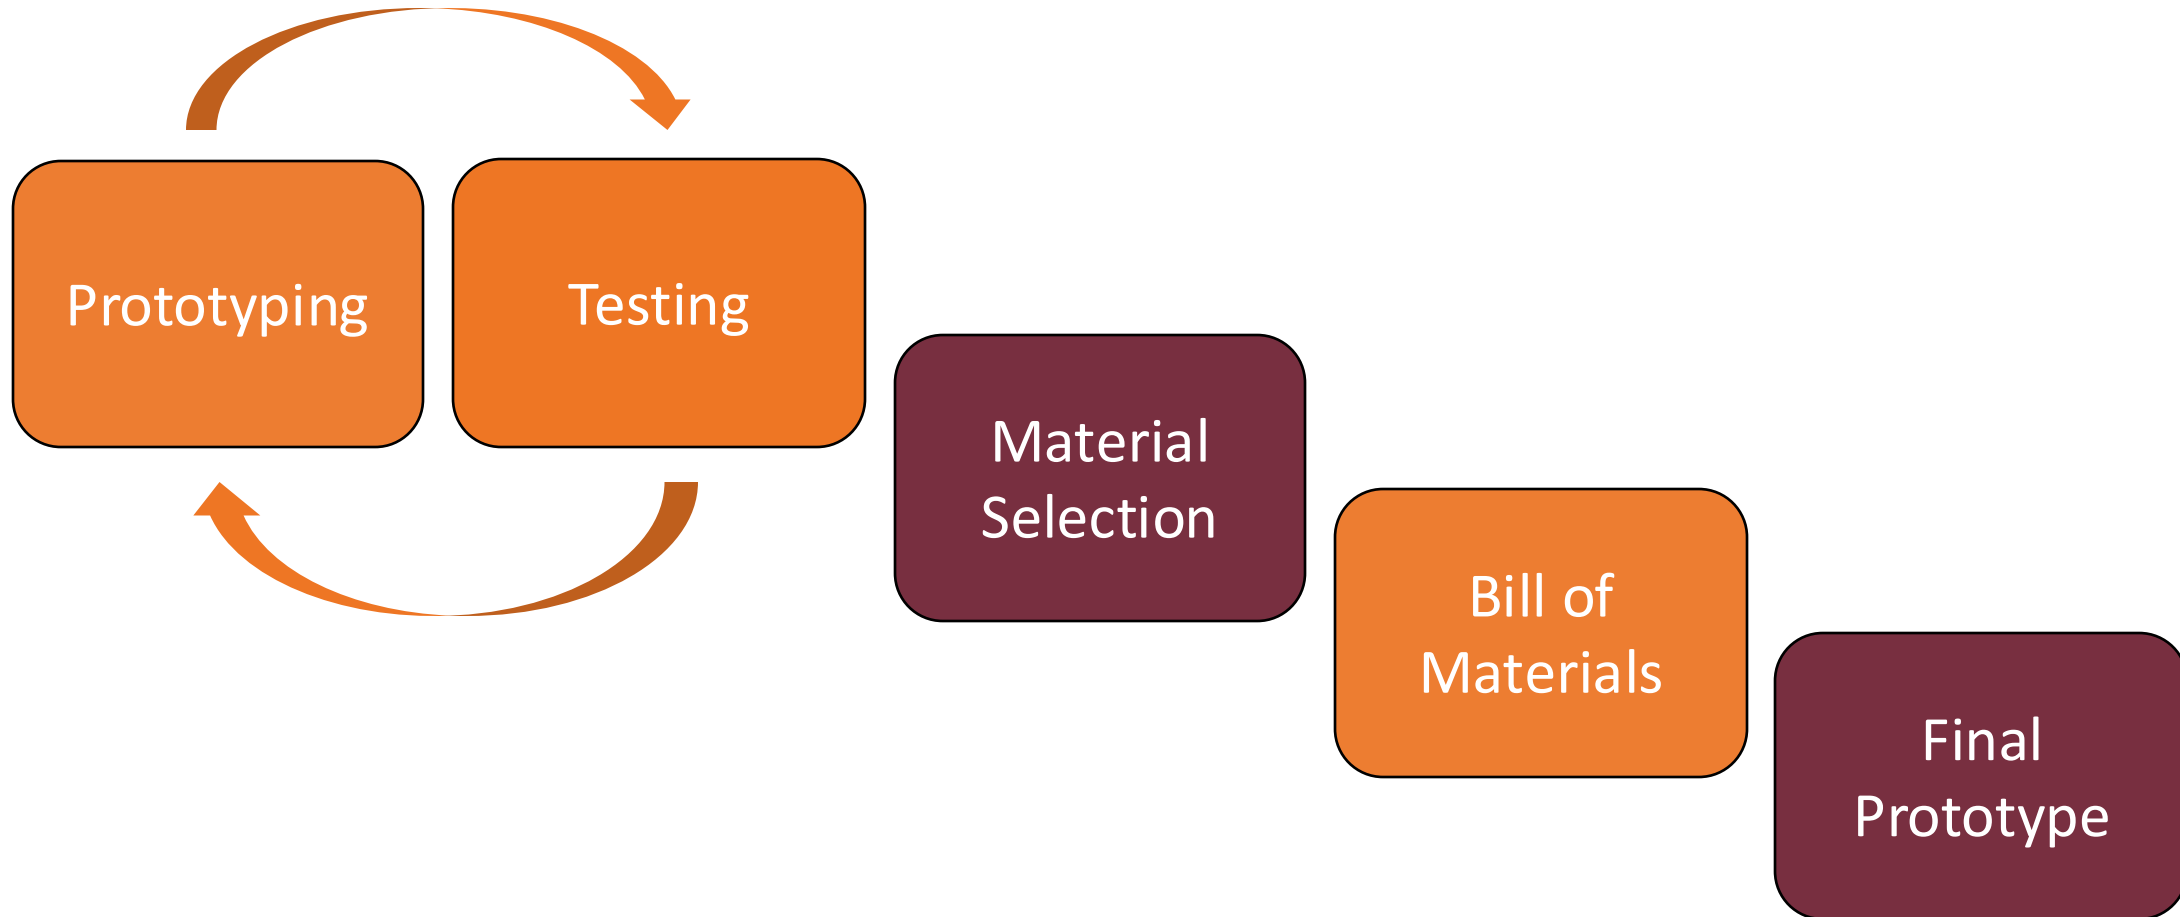 Prototyping
Testing
Material
Selection
Bill of
Materials
Final
Prototype